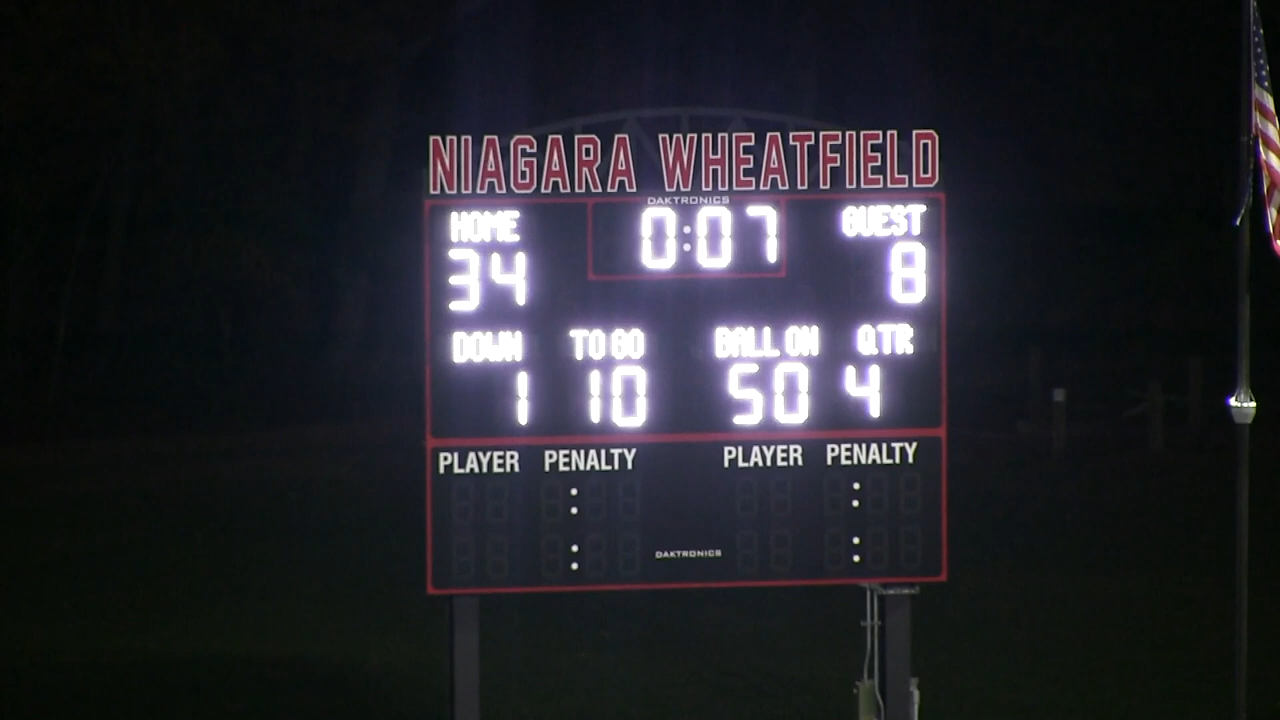 NIAGARA WHEATFIELD
DAKTRONICS
HOME 0:07 GUEST
34 8
DOWN TO GO BALL ON QTR
1 10 50 4
PLAYER PENALTY PLAYER PENALTY
: :
: :
DAKTRONICS